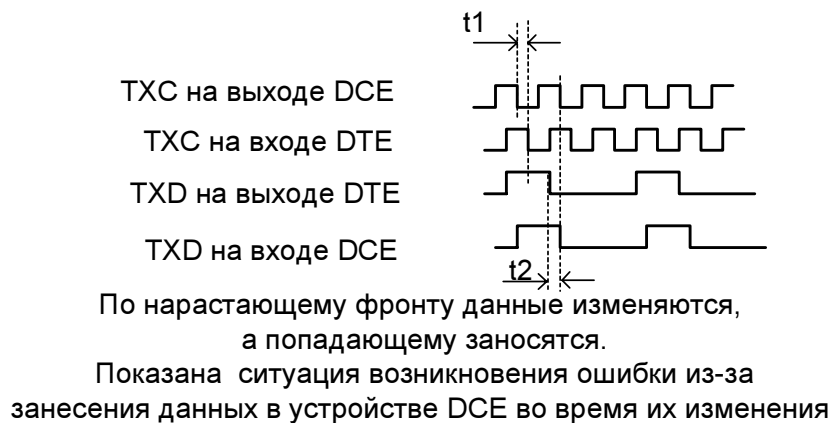 t1
TXC на выходе DCE
TXC на входе DTE
TXD на выходе DTE
TXD на входе DCE
t2
По нарастающему фронту данные изменяются,
а попадающему заносятся.
Показана ситуация возникновения ошибки из-за
занесения данных в устройстве DCE во время их изменения